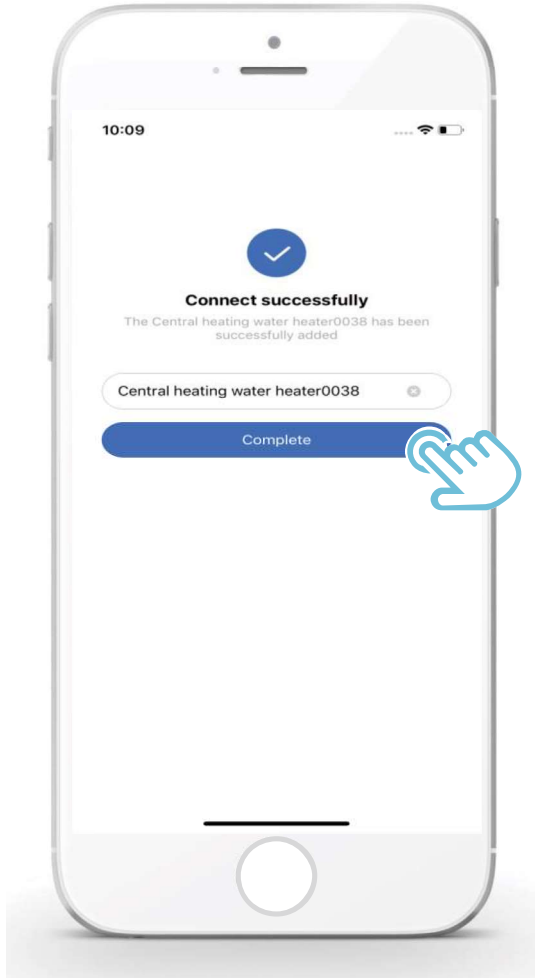 10:09
Connect successfully
The Central heating water heater0038 has been
successfully added
Central heating water heater0038
Complete